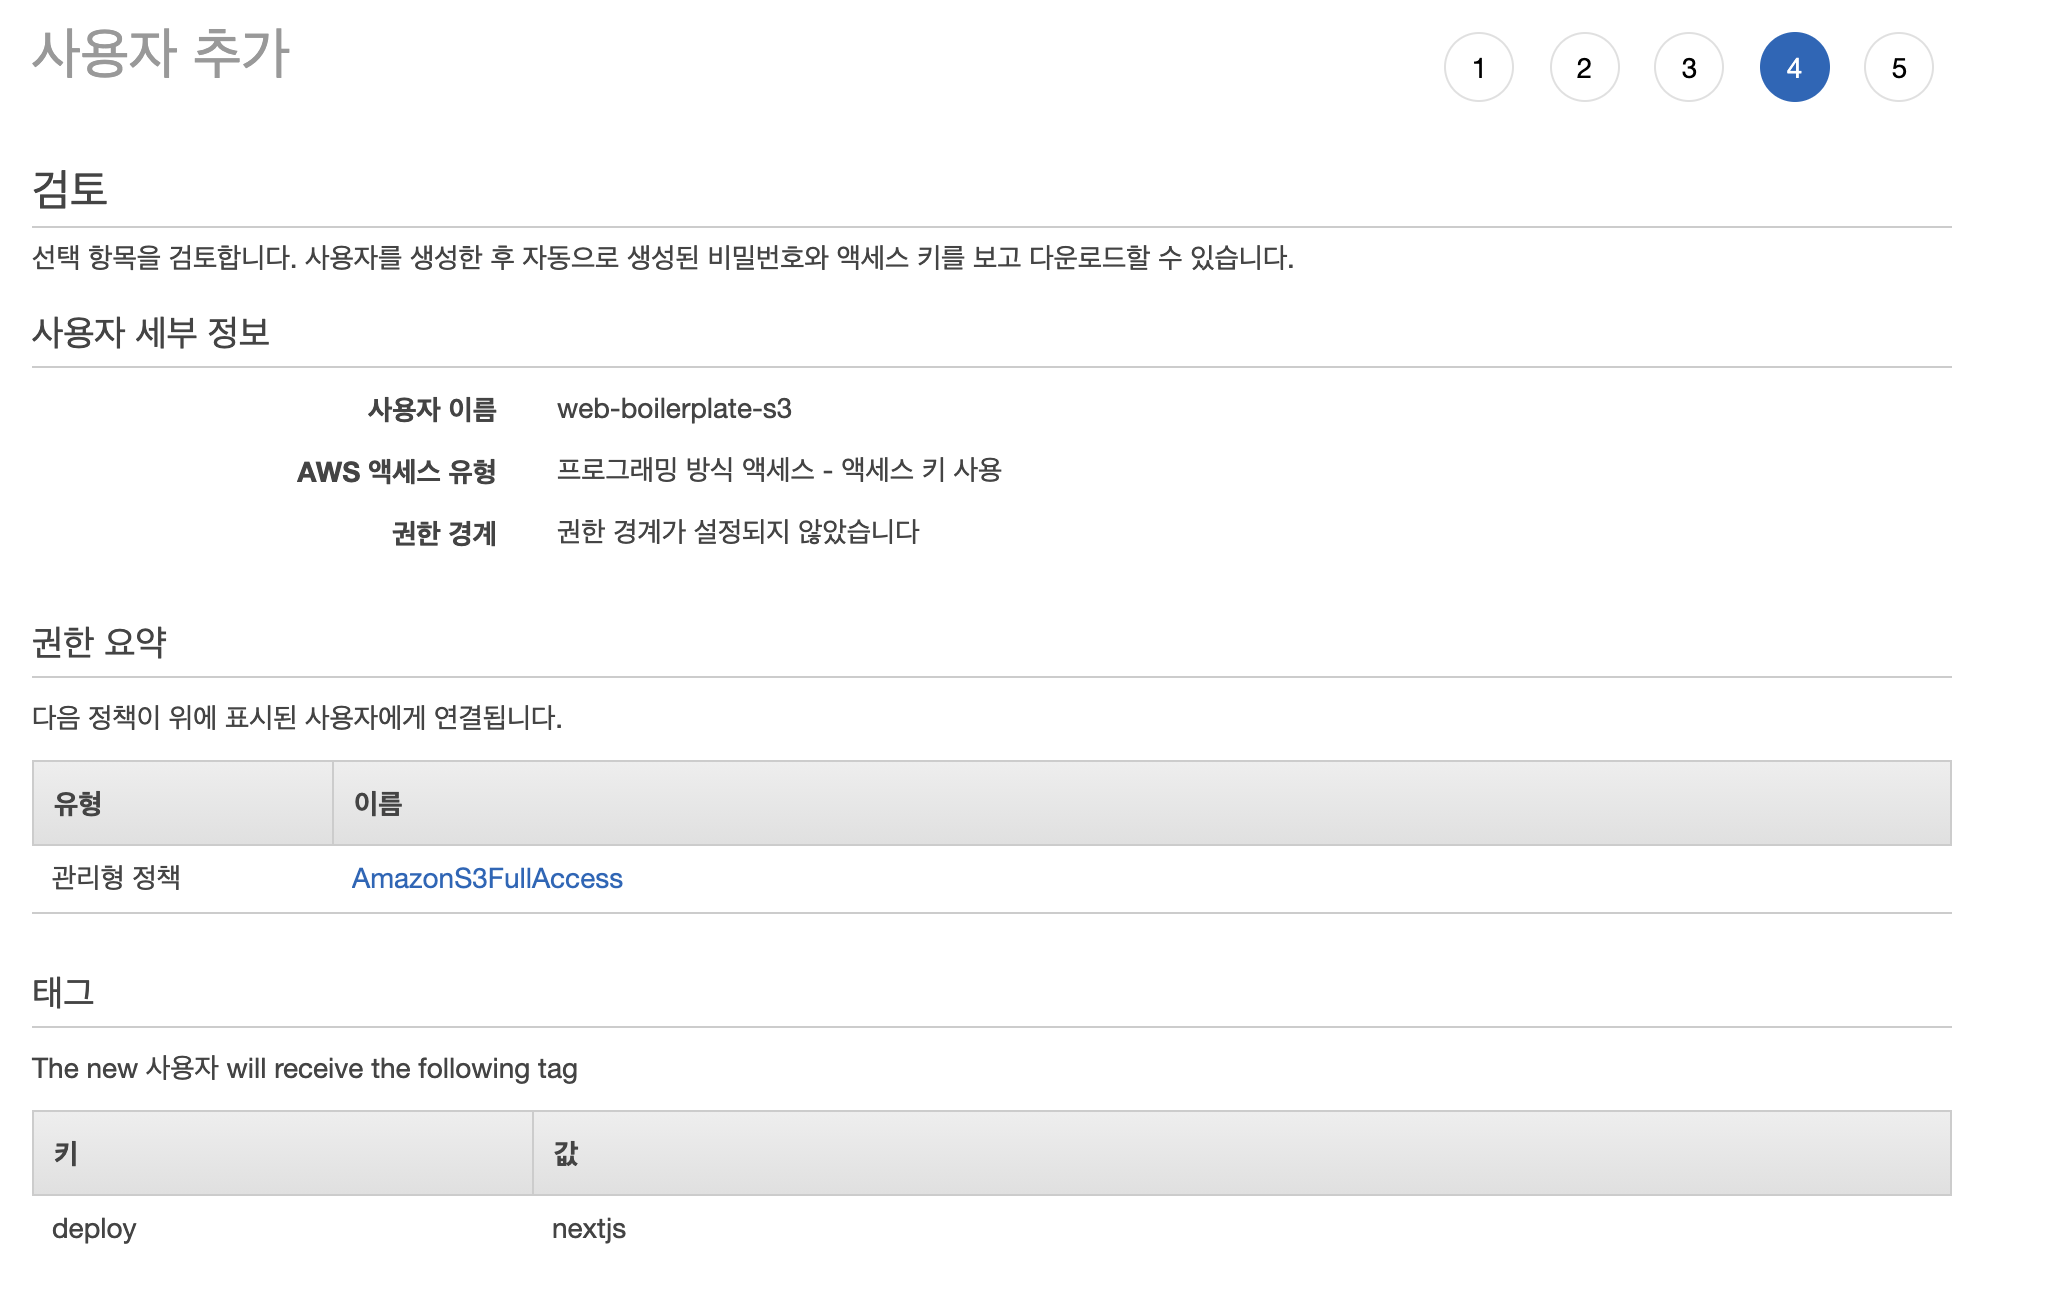 사용자 추가
1 2 3 4 5
검토
선택 항목을 검토합니다. 사용자를 생성한 후 자동으로 생성된 비밀번호와 액세스 키를 보고 다운로드할 수 있습니다.
사용자 세부 정보
사용자 이름 web-boilerplate-s3
AWS 액세스 유형 프로그래밍 방식 액세스 - 액세스 키 사용
권한 경계 권한 경계가 설정되지 않았습니다
권한 요약
다음 정책이 위에 표시된 사용자에게 연결됩니다.
유형 이름
관리형 정책 AmazonS3FullAccess
태그
The new 사용자 will receive the following tag
키 값
deploy nextjs